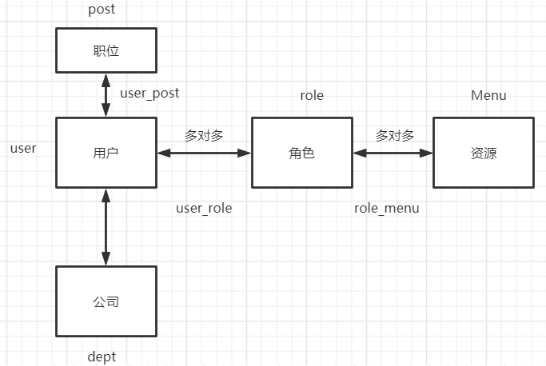 post
职位
user_post
role
Menu
user
用户
多对多
角色
多对多
资源
user_role
role_menu
公司
dept